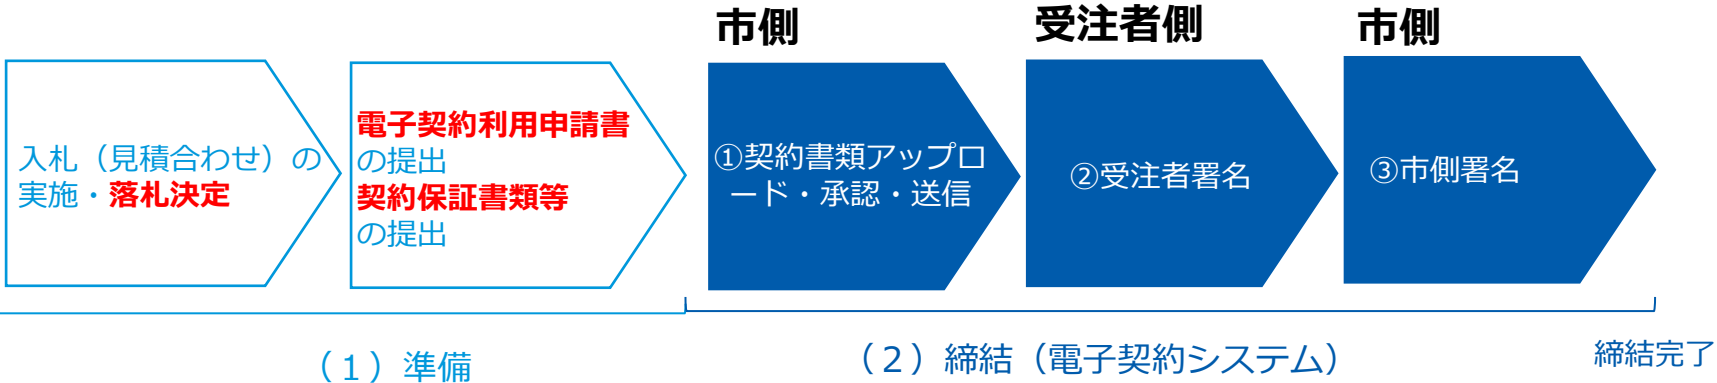 市側
受注者側
市側
入札（見積合わせ）の
実施・落札決定
電子契約利用申請書
の提出
契約保証書類等
の提出
①契約書類アップロ
ード・承認・送信
②受注者署名
③市側署名
（１）準備
（２）締結（電子契約システム）
締結完了